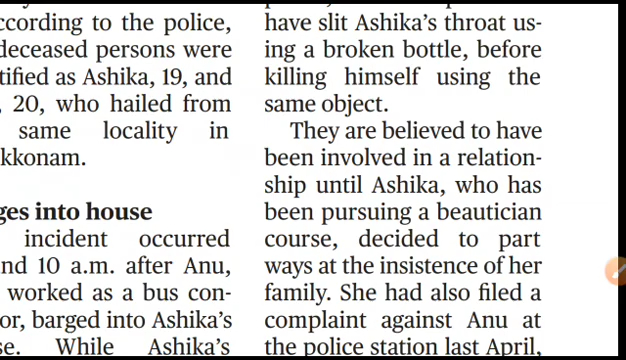 ccording to the police,
deceased persons were
tified as Ashika, 19, and
, 20, who hailed from
same locality in
kkonam.
ges into house
incident occurred
nd 10 a.m. after Anu,
worked as a bus con-
or, barged into Ashika's
se. While Ashika's
have slit Ashika's throat us-
ing a broken bottle, before
killing himself using the
same object.
They are believed to have
been involved in a relation-
ship until Ashika, who has
been pursuing a beautician
course, decided to part
ways at the insistence of her
family. She had also filed a
complaint against Anu at
the police station last April,